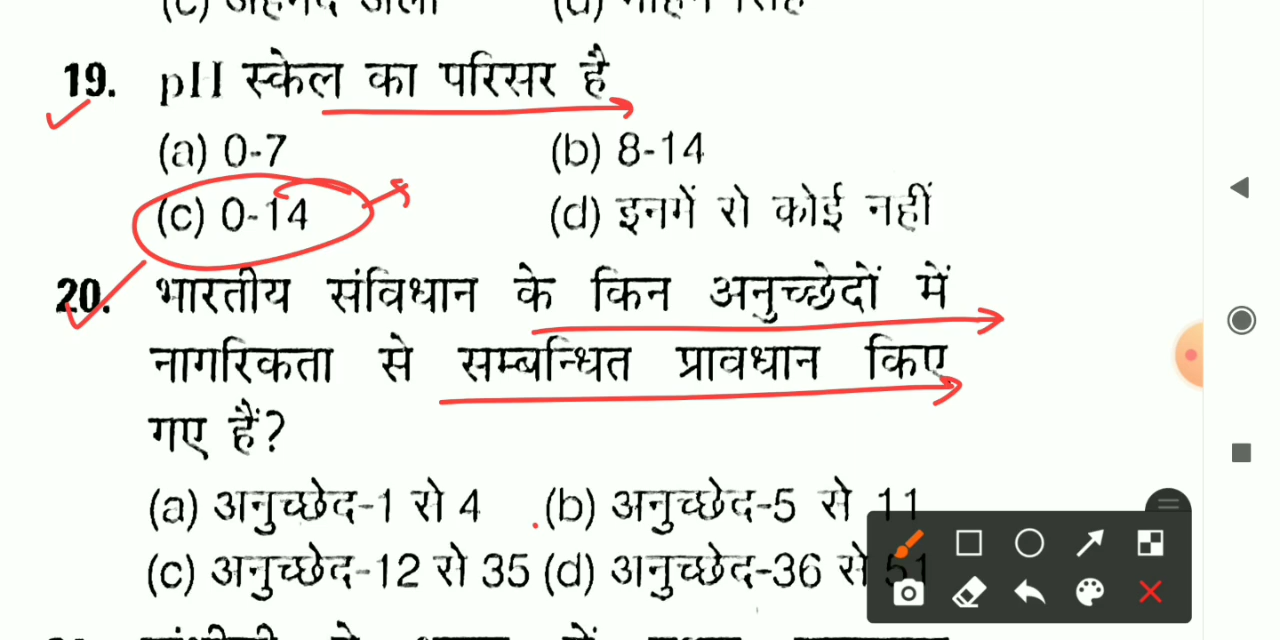 19. pH स्केल का परिसर है
(a) 0-7 (b) 8-14
(c) 0-14 (d) इनमें से कोई नहीं
20. भारतीय संविधान के किन अनुच्छेदों में
नागरिकता से सम्बन्धित प्रावधान किए
गए हैं?
(a) अनुच्छेद-1 से 4 (b) अनुच्छेद-5 से 11
(c) अनुच्छेद-12 से 35 (d) अनुच्छेद-36 से 51